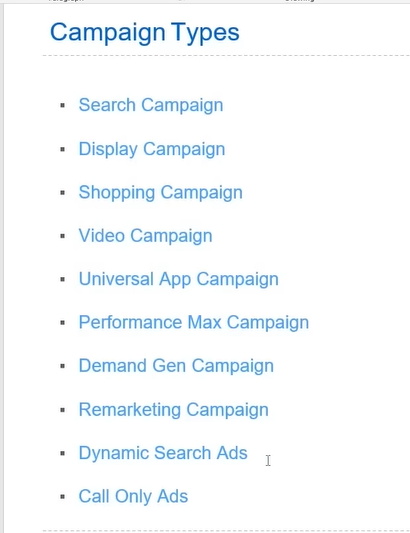 Campaign Types
Search Campaign
Display Campaign
Shopping Campaign
Video Campaign
Universal App Campaign
Performance Max Campaign
Demand Gen Campaign
Remarketing Campaign
Dynamic Search Ads
Call Only Ads